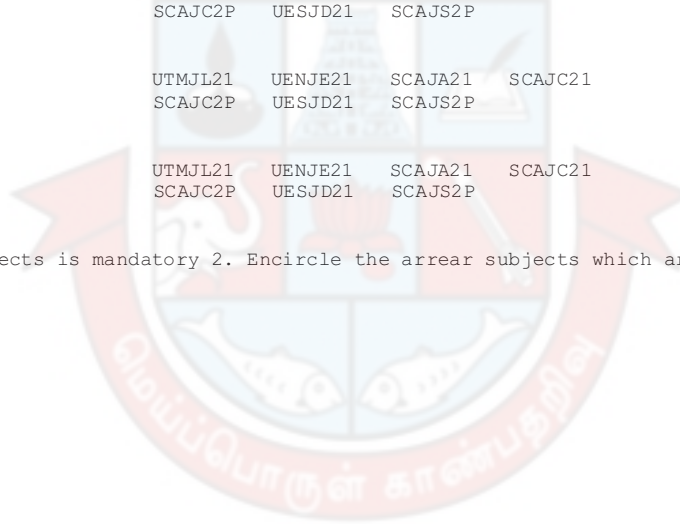 SCAJC2P UESJD21 SCAJS2P
UTMJL21 UENJE21 SCAJA21 SCAJC21
SCAJC2P UESJD21 SCAJS2P
UTMJL21 UENJE21 SCAJA21 SCAJC21
SCAJC2P UESJD21 SCAJS2P
ects is mandatory 2. Encircle the arrear subjects which ar
மெய்ப்பொருள் காண்பதறிவு